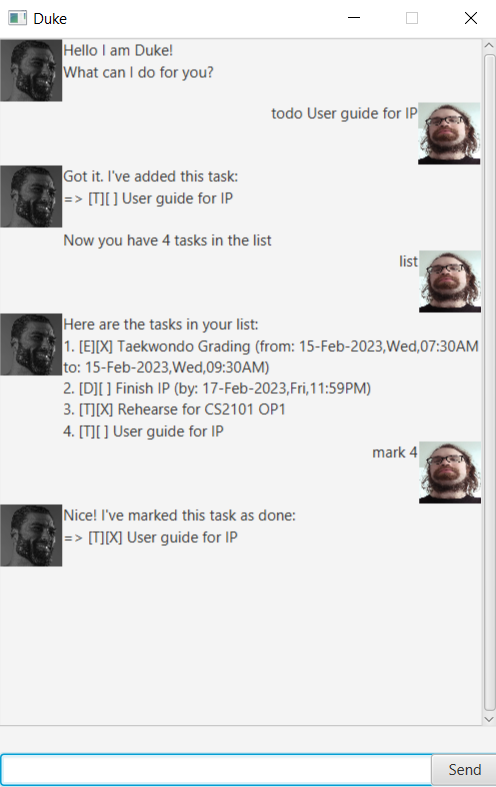 Duke
Hello I am Duke!
What can I do for you?
todo User guide for IP
Got it. I've added this task:
=> [T][ ] User guide for IP
Now you have 4 tasks in the list
list
Here are the tasks in your list:
1. [E][X] Taekwondo Grading (from: 15-Feb-2023,Wed,07:30AM
to: 15-Feb-2023,Wed,09:30AM)
2. [D][ ] Finish IP (by: 17-Feb-2023,Fri,11:59PM)
3. [T][X] Rehearse for CS2101 OP1
4. [T][ ] User guide for IP
mark 4
Nice! I've marked this task as done:
=> [T][X] User guide for IP
Send